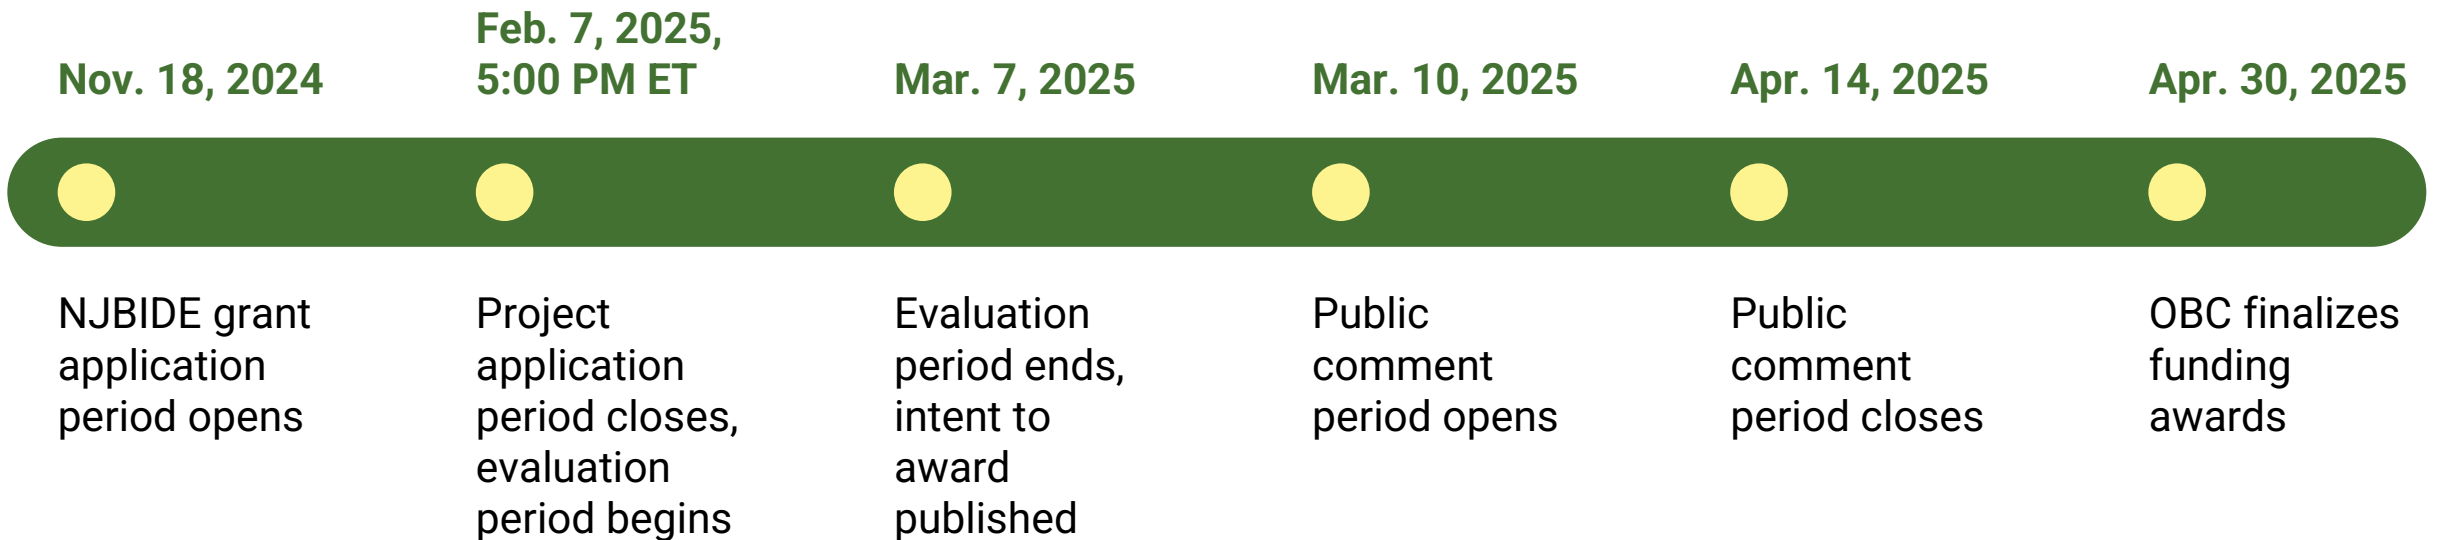 Nov. 18, 2024
NJBIDE grant
application
period opens
Feb. 7, 2025,
5:00 PM ET
Project
application
period closes,
evaluation
period begins
Mar. 7, 2025
Evaluation
period ends,
intent to
award
published
Mar. 10, 2025
Public
comment
period opens
Apr. 14, 2025
Public
comment
period closes
Apr. 30, 2025
OBC finalizes
funding
awards